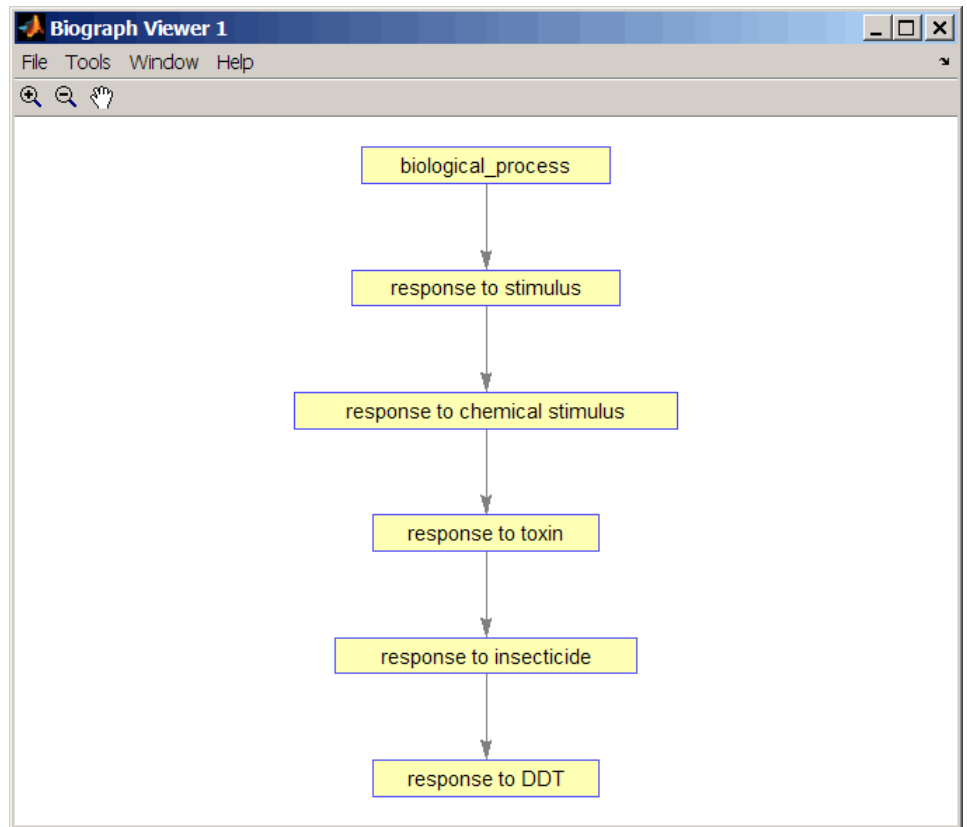 Biograph Viewer 1
File Tools Window Help
biological_process
response to stimulus
response to chemical stimulus
response to toxin
response to insecticide
response to DDT